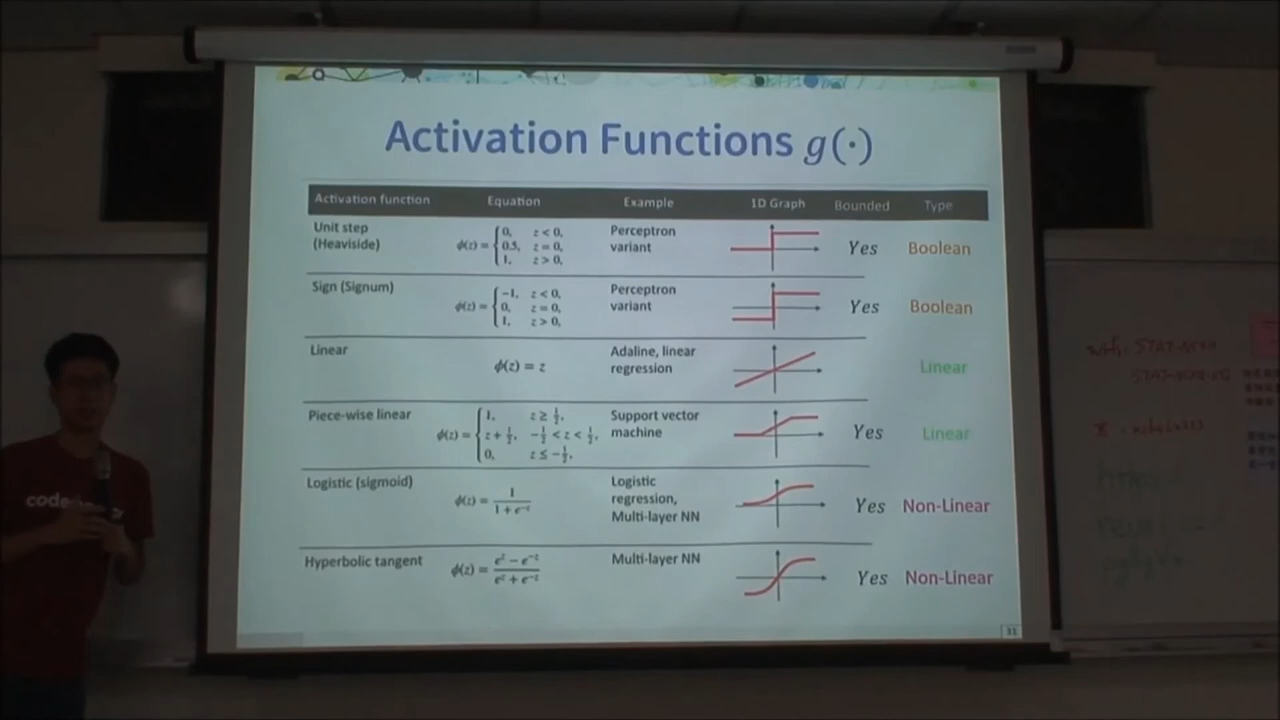 Activation Functions g(·)
Activation function Equation Example 1D Graph Bounded Type
Unit step (Heaviside) ϕ(z) = { 0, z < 0, 0.5, z = 0, 1, z > 0, Perceptron variant Yes Boolean
Sign (Signum) ϕ(z) = { −1, z < 0, 0, z = 0, 1, z > 0, Perceptron variant Yes Boolean
Linear ϕ(z) = z Adaline, linear regression Linear
Piece-wise linear ϕ(z) = { 1, z ≥ 1/2, z + 1/2, −1/2 < z < 1/2, 0, z ≤ −1/2, Support vector machine Yes Linear
Logistic (sigmoid) ϕ(z) = 1/(1 + e^−z) Logistic regression, Multi-layer NN Yes Non-Linear
Hyperbolic tangent ϕ(z) = (e^z − e^−z)/(e^z + e^−z) Multi-layer NN Yes Non-Linear
31